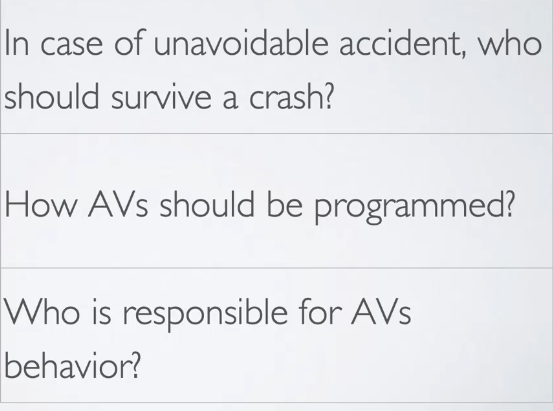 In case of unavoidable accident, who
should survive a crash?
How AVs should be programmed?
Who is responsible for AVs
behavior?